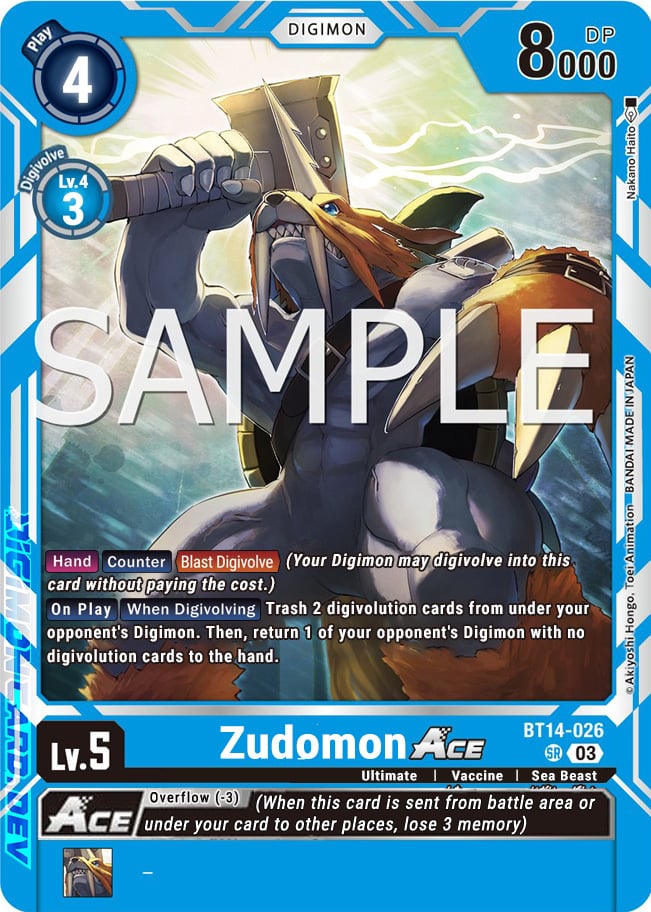 DIGIMON
Play
4
DP
8000
Digivolve
Lv.4
3
Nakano Haito
SAMPLE
BANDAI MADE IN JAPAN
©Akiyoshi Hongo, Toei Animation
Hand Counter Blast Digivolve (Your Digimon may digivolve into this
card without paying the cost.)
On Play When Digivolving Trash 2 digivolution cards from under your
opponent's Digimon. Then, return 1 of your opponent's Digimon with no
digivolution cards to the hand.
DIGIMONCARD.DEV
Lv.5
Zudomon ACE
BT14-026
SR 03
Ultimate | Vaccine | Sea Beast
ACE
Overflow (-3) (When this card is sent from battle area or
under your card to other places, lose 3 memory)
–